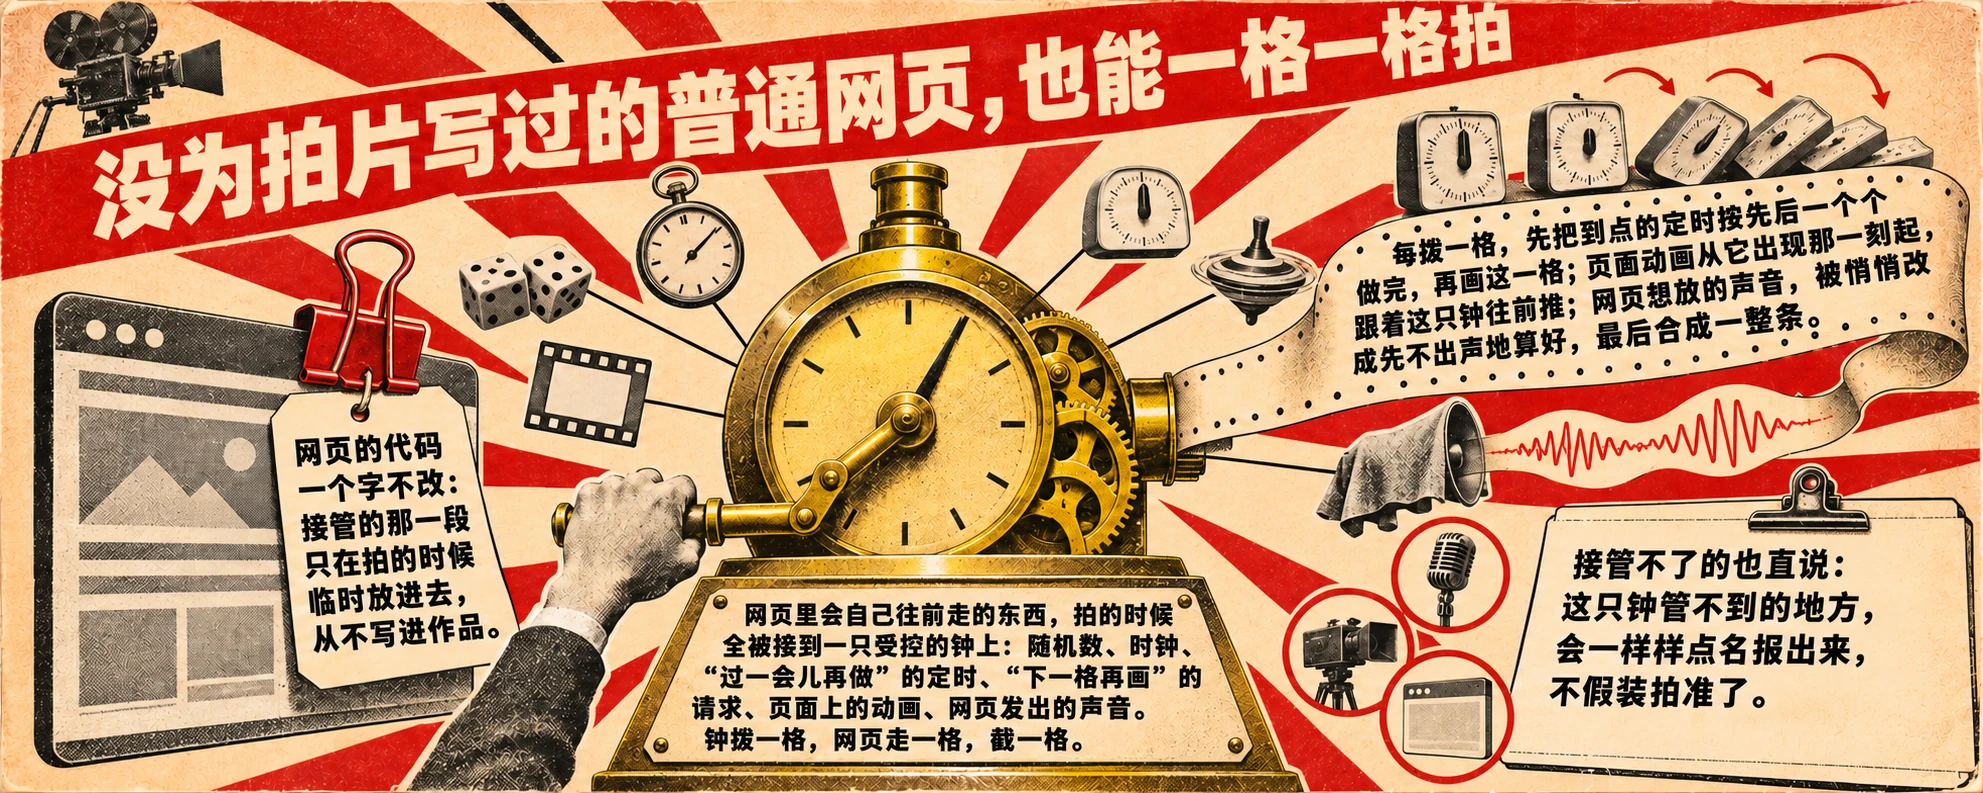 没为拍片写过的普通网页，也能一格一格拍
网页的代码
一个字不改：
接管的那一段
只在拍的时候
临时放进去，
从不写进作品。
网页里会自己往前走的东西，拍的时候
全被接到一只受控的钟上：随机数、时钟、
“过一会儿再做”的定时、“下一格再画”的
请求、页面上的动画、网页发出的声音。
钟拨一格，网页走一格，截一格。
每拨一格，先把到点的定时按先后一个个
做完，再画这一格；页面动画从它出现那一刻起，
跟着这只钟往前推；网页想放的声音，被悄悄改
成先不出声地算好，最后合成一整条。
接管不了的也直说：
这只钟管不到的地方，
会一样样点名报出来，
不假装拍准了。